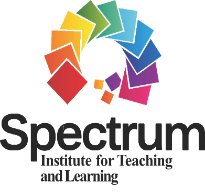 Spectrum
Institute for Teaching
and Learning